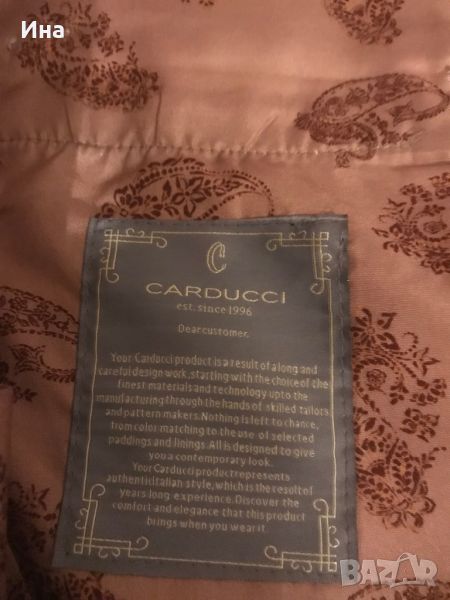 Ина
C
CARDUCCI
est. since 1996
Dear customer,
Your Carducci product is a result of a long and
careful design work, starting with the choice of the
finest materials and technology up to the
manufacturing through the hands of skilled tailors
and pattern makers. Nothing is left to chance,
from color matching to the use of selected
paddings and linings. All is designed to give
you a contemporary look.
Your Carducci product represents
authentic Italian style, which is the result of
years long experience. Discover the
comfort and elegance that this product
brings when you wear it
BAZAR